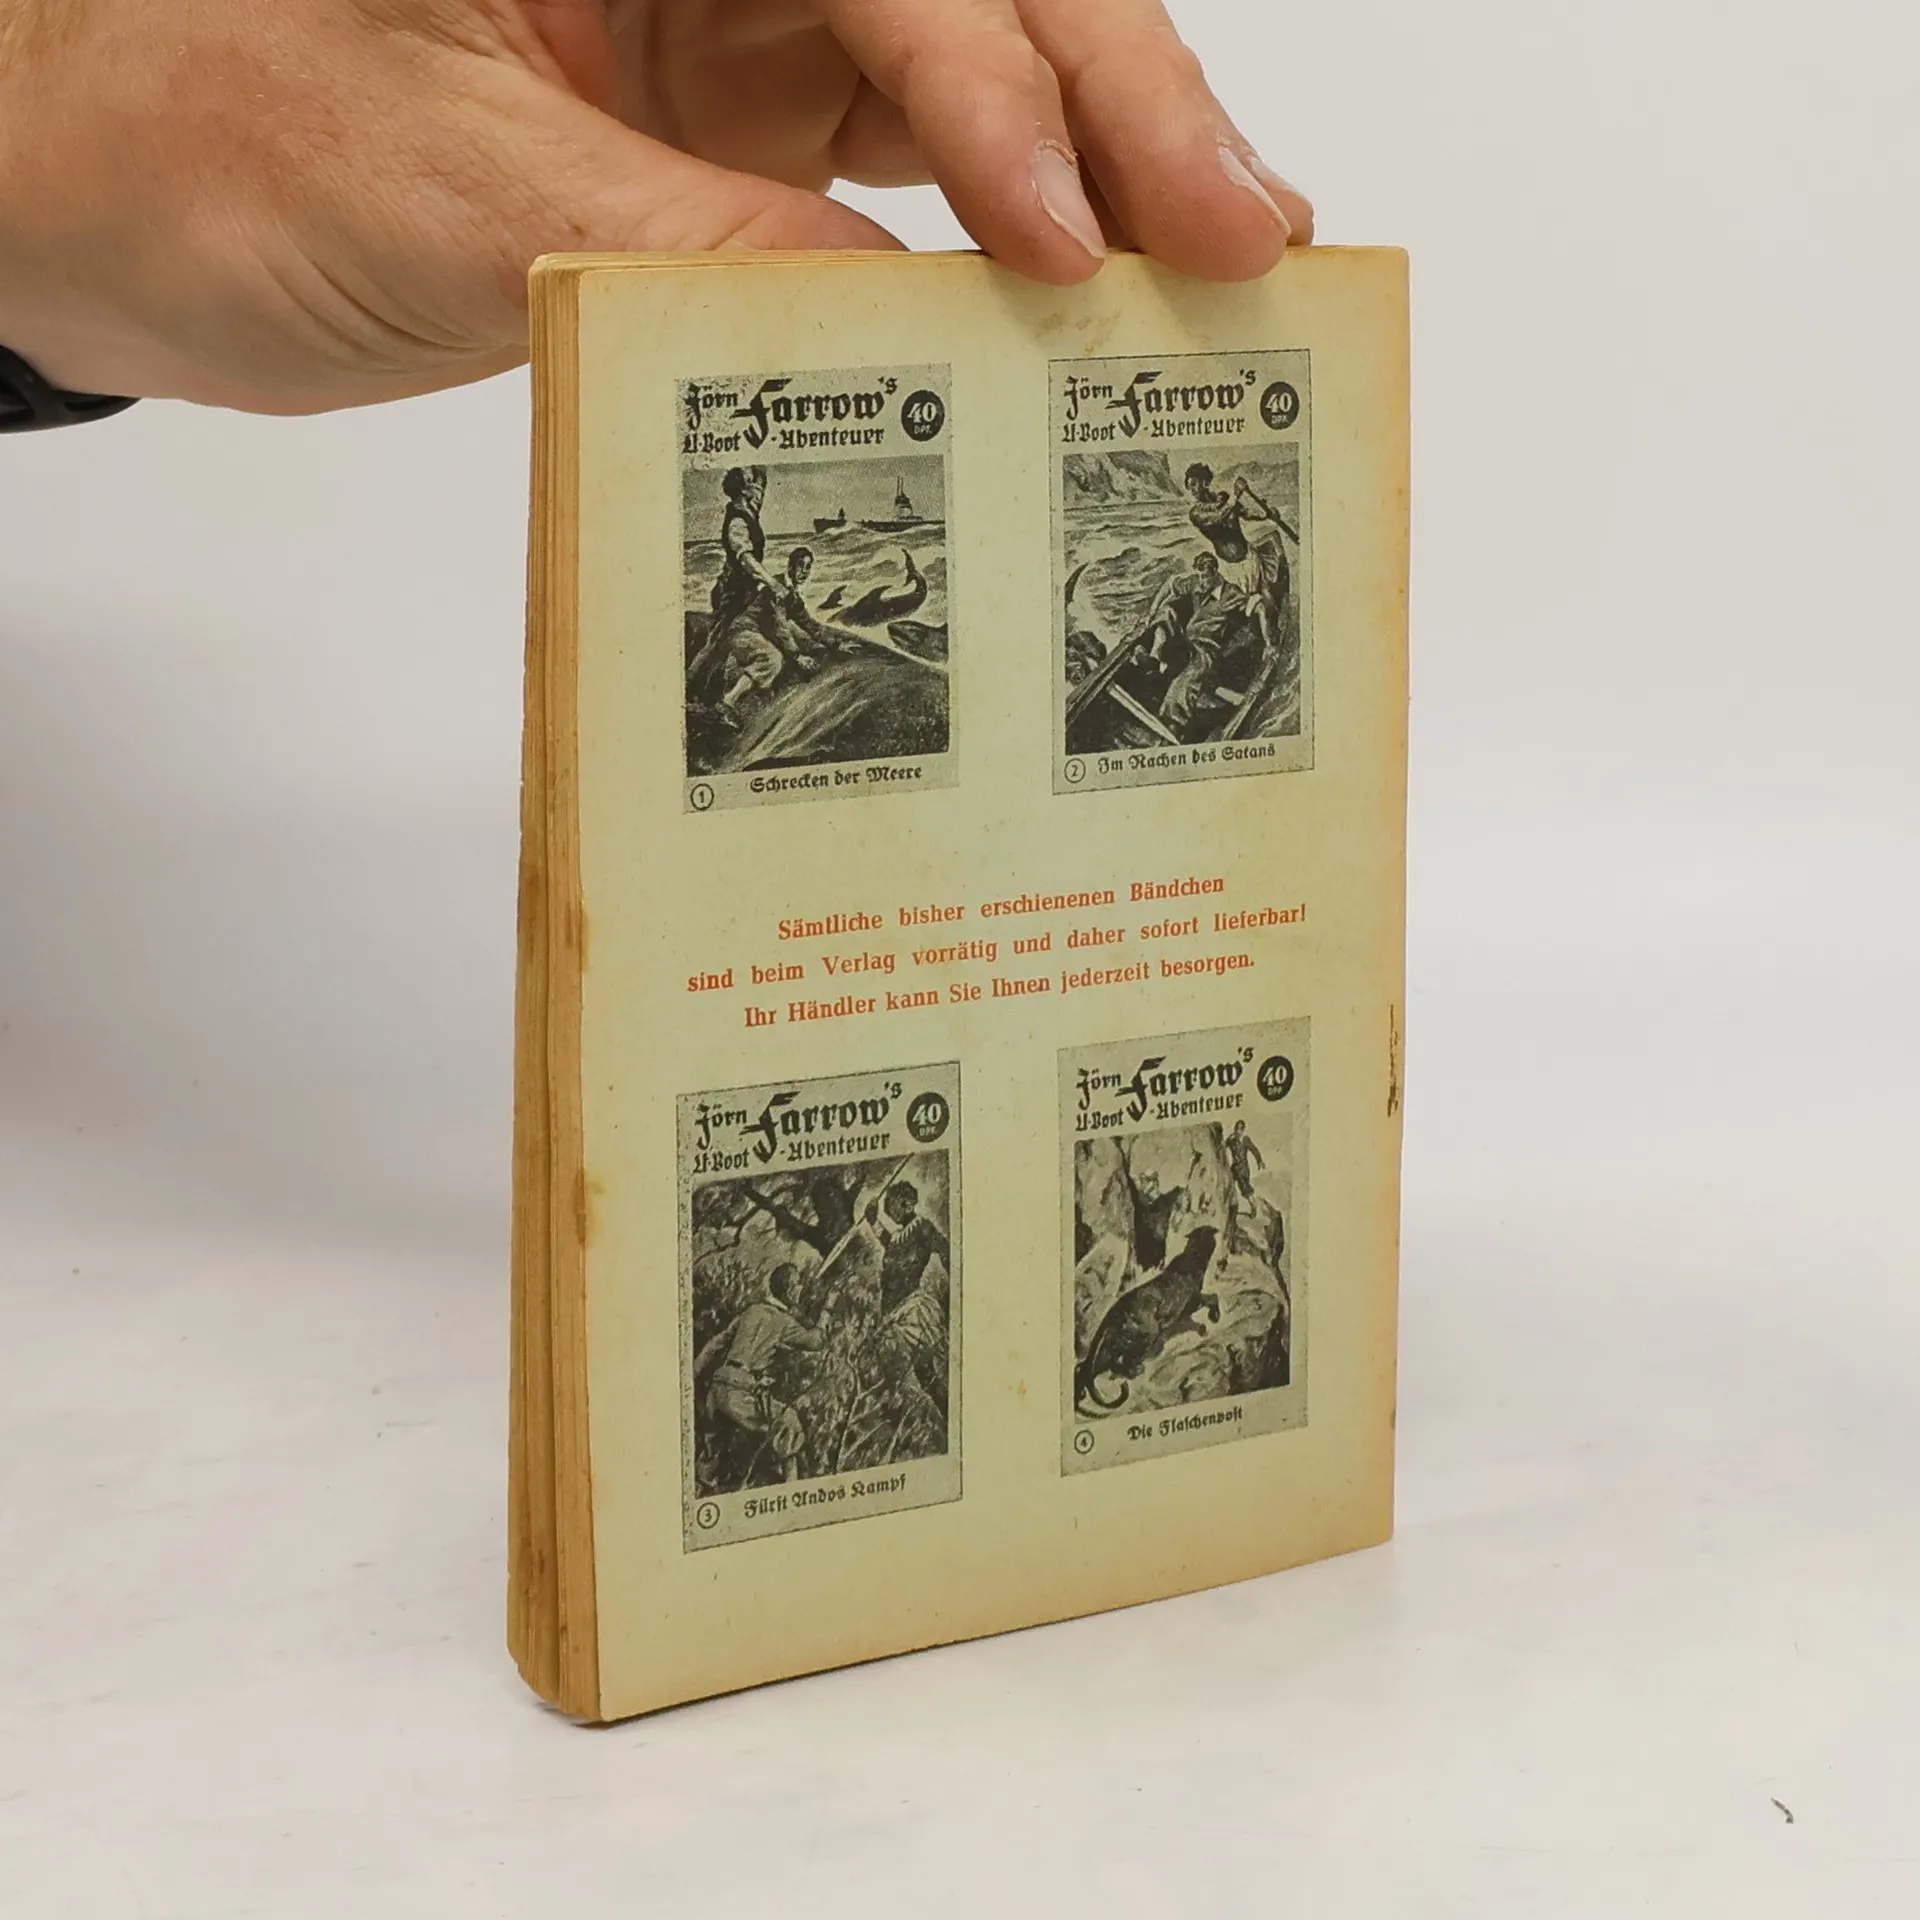 Jörn Farrow's
U-Boot-Abenteuer
40
DPF.
1 Schrecken der Meere
Jörn Farrow's
U-Boot-Abenteuer
40
DPF.
2 Im Rachen des Satans
Sämtliche bisher erschienenen Bändchen
sind beim Verlag vorrätig und daher sofort lieferbar!
Ihr Händler kann Sie Ihnen jederzeit besorgen.
Jörn Farrow's
U-Boot-Abenteuer
40
DPF.
3 Fürst Andos Kampf
Jörn Farrow's
U-Boot-Abenteuer
40
DPF.
4 Die Flaschenpost